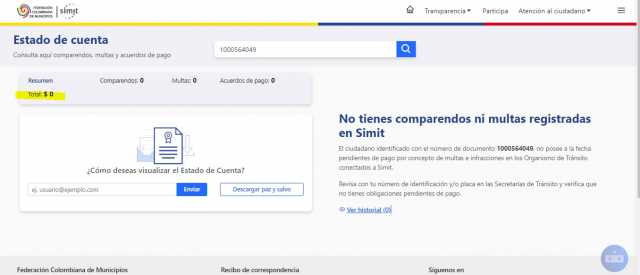 FEDERACIÓN
COLOMBIANA
DE MUNICIPIOS
simit
Transparencia
Participa
Atención al ciudadano
Estado de cuenta
Consulta aquí comparendos, multas y acuerdos de pago
1000564049
Resumen
Comparendos: 0
Multas: 0
Acuerdos de pago: 0
Total: $ 0
¿Cómo deseas visualizar el Estado de Cuenta?
ej. usuario@ejemplo.com
Enviar
Descargar paz y salvo
No tienes comparendos ni multas registradas
en Simit
El ciudadano identificado con el número de documento 1000564049, no posee a la fecha
pendientes de pago por concepto de multas e infracciones en los Organismo de Tránsito
conectados a Simit.
Revisa con tu número de identificación y/o placa en las Secretarías de Tránsito y verifica que
no tienes obligaciones pendientes de pago.
Ver historial (0)
Federación Colombiana de Municipios
Recibo de correspondencia
Síguenos en